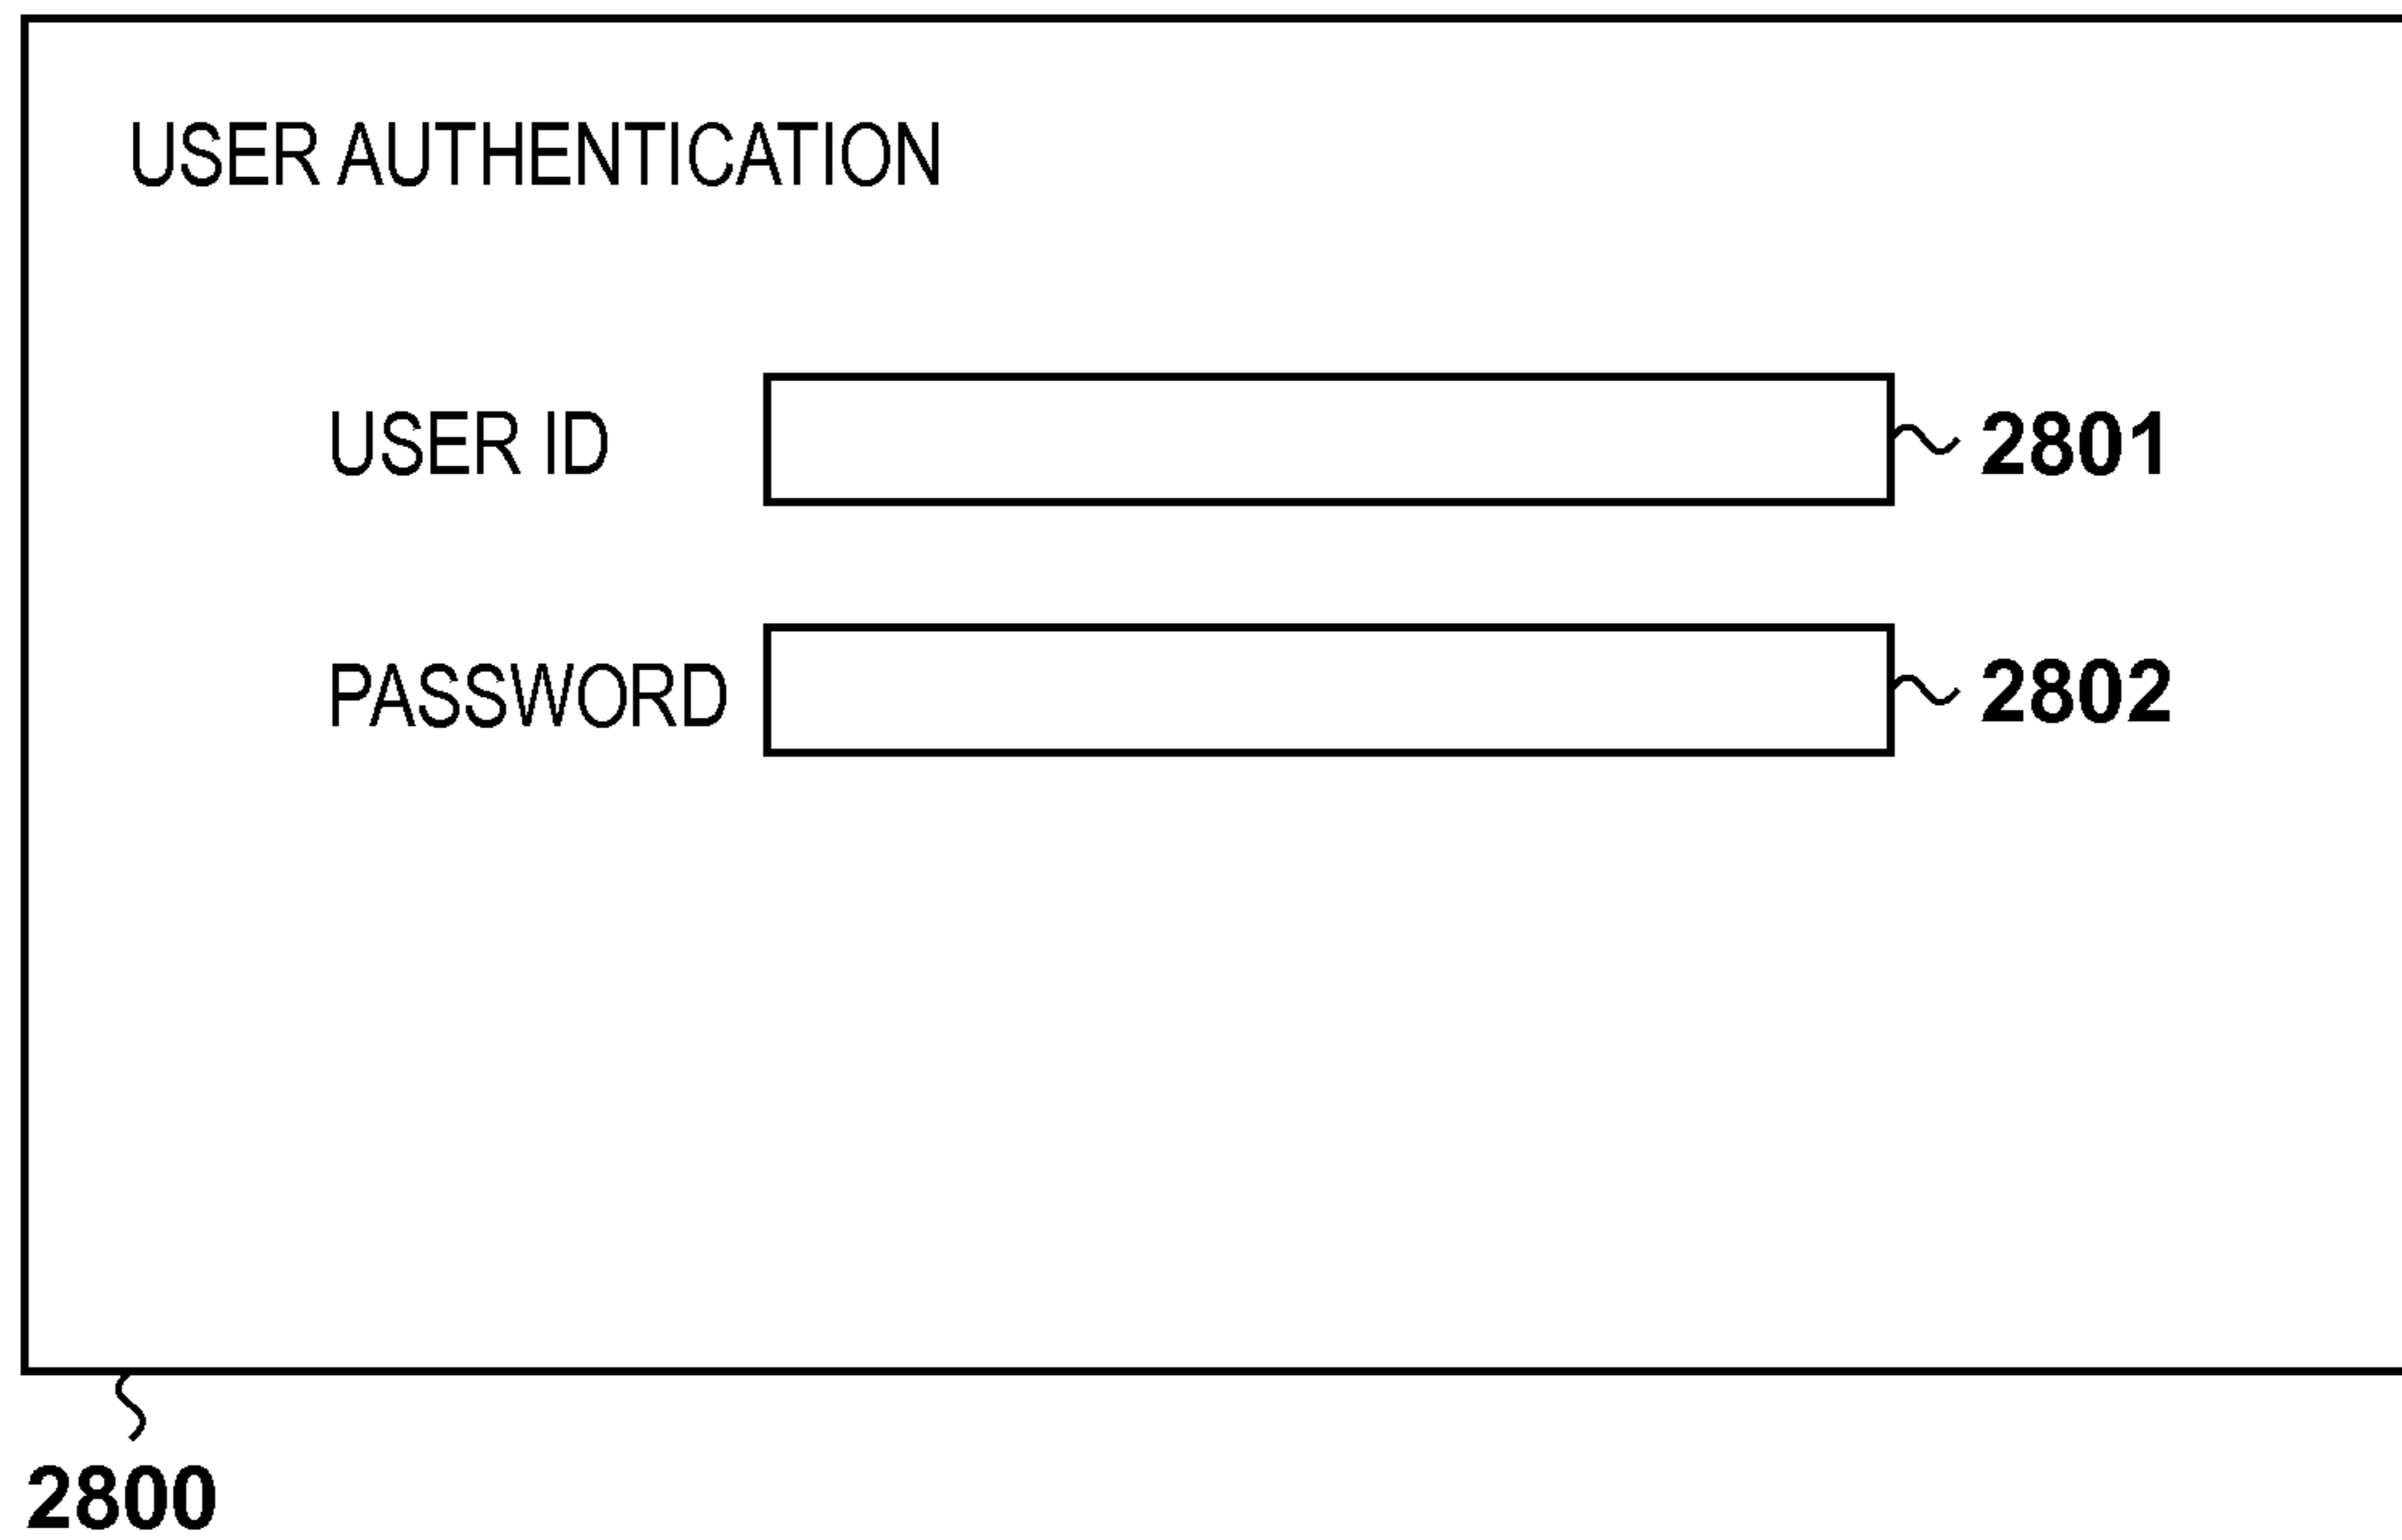 USER AUTHENTICATION
USER ID 2801
PASSWORD 2802
2800